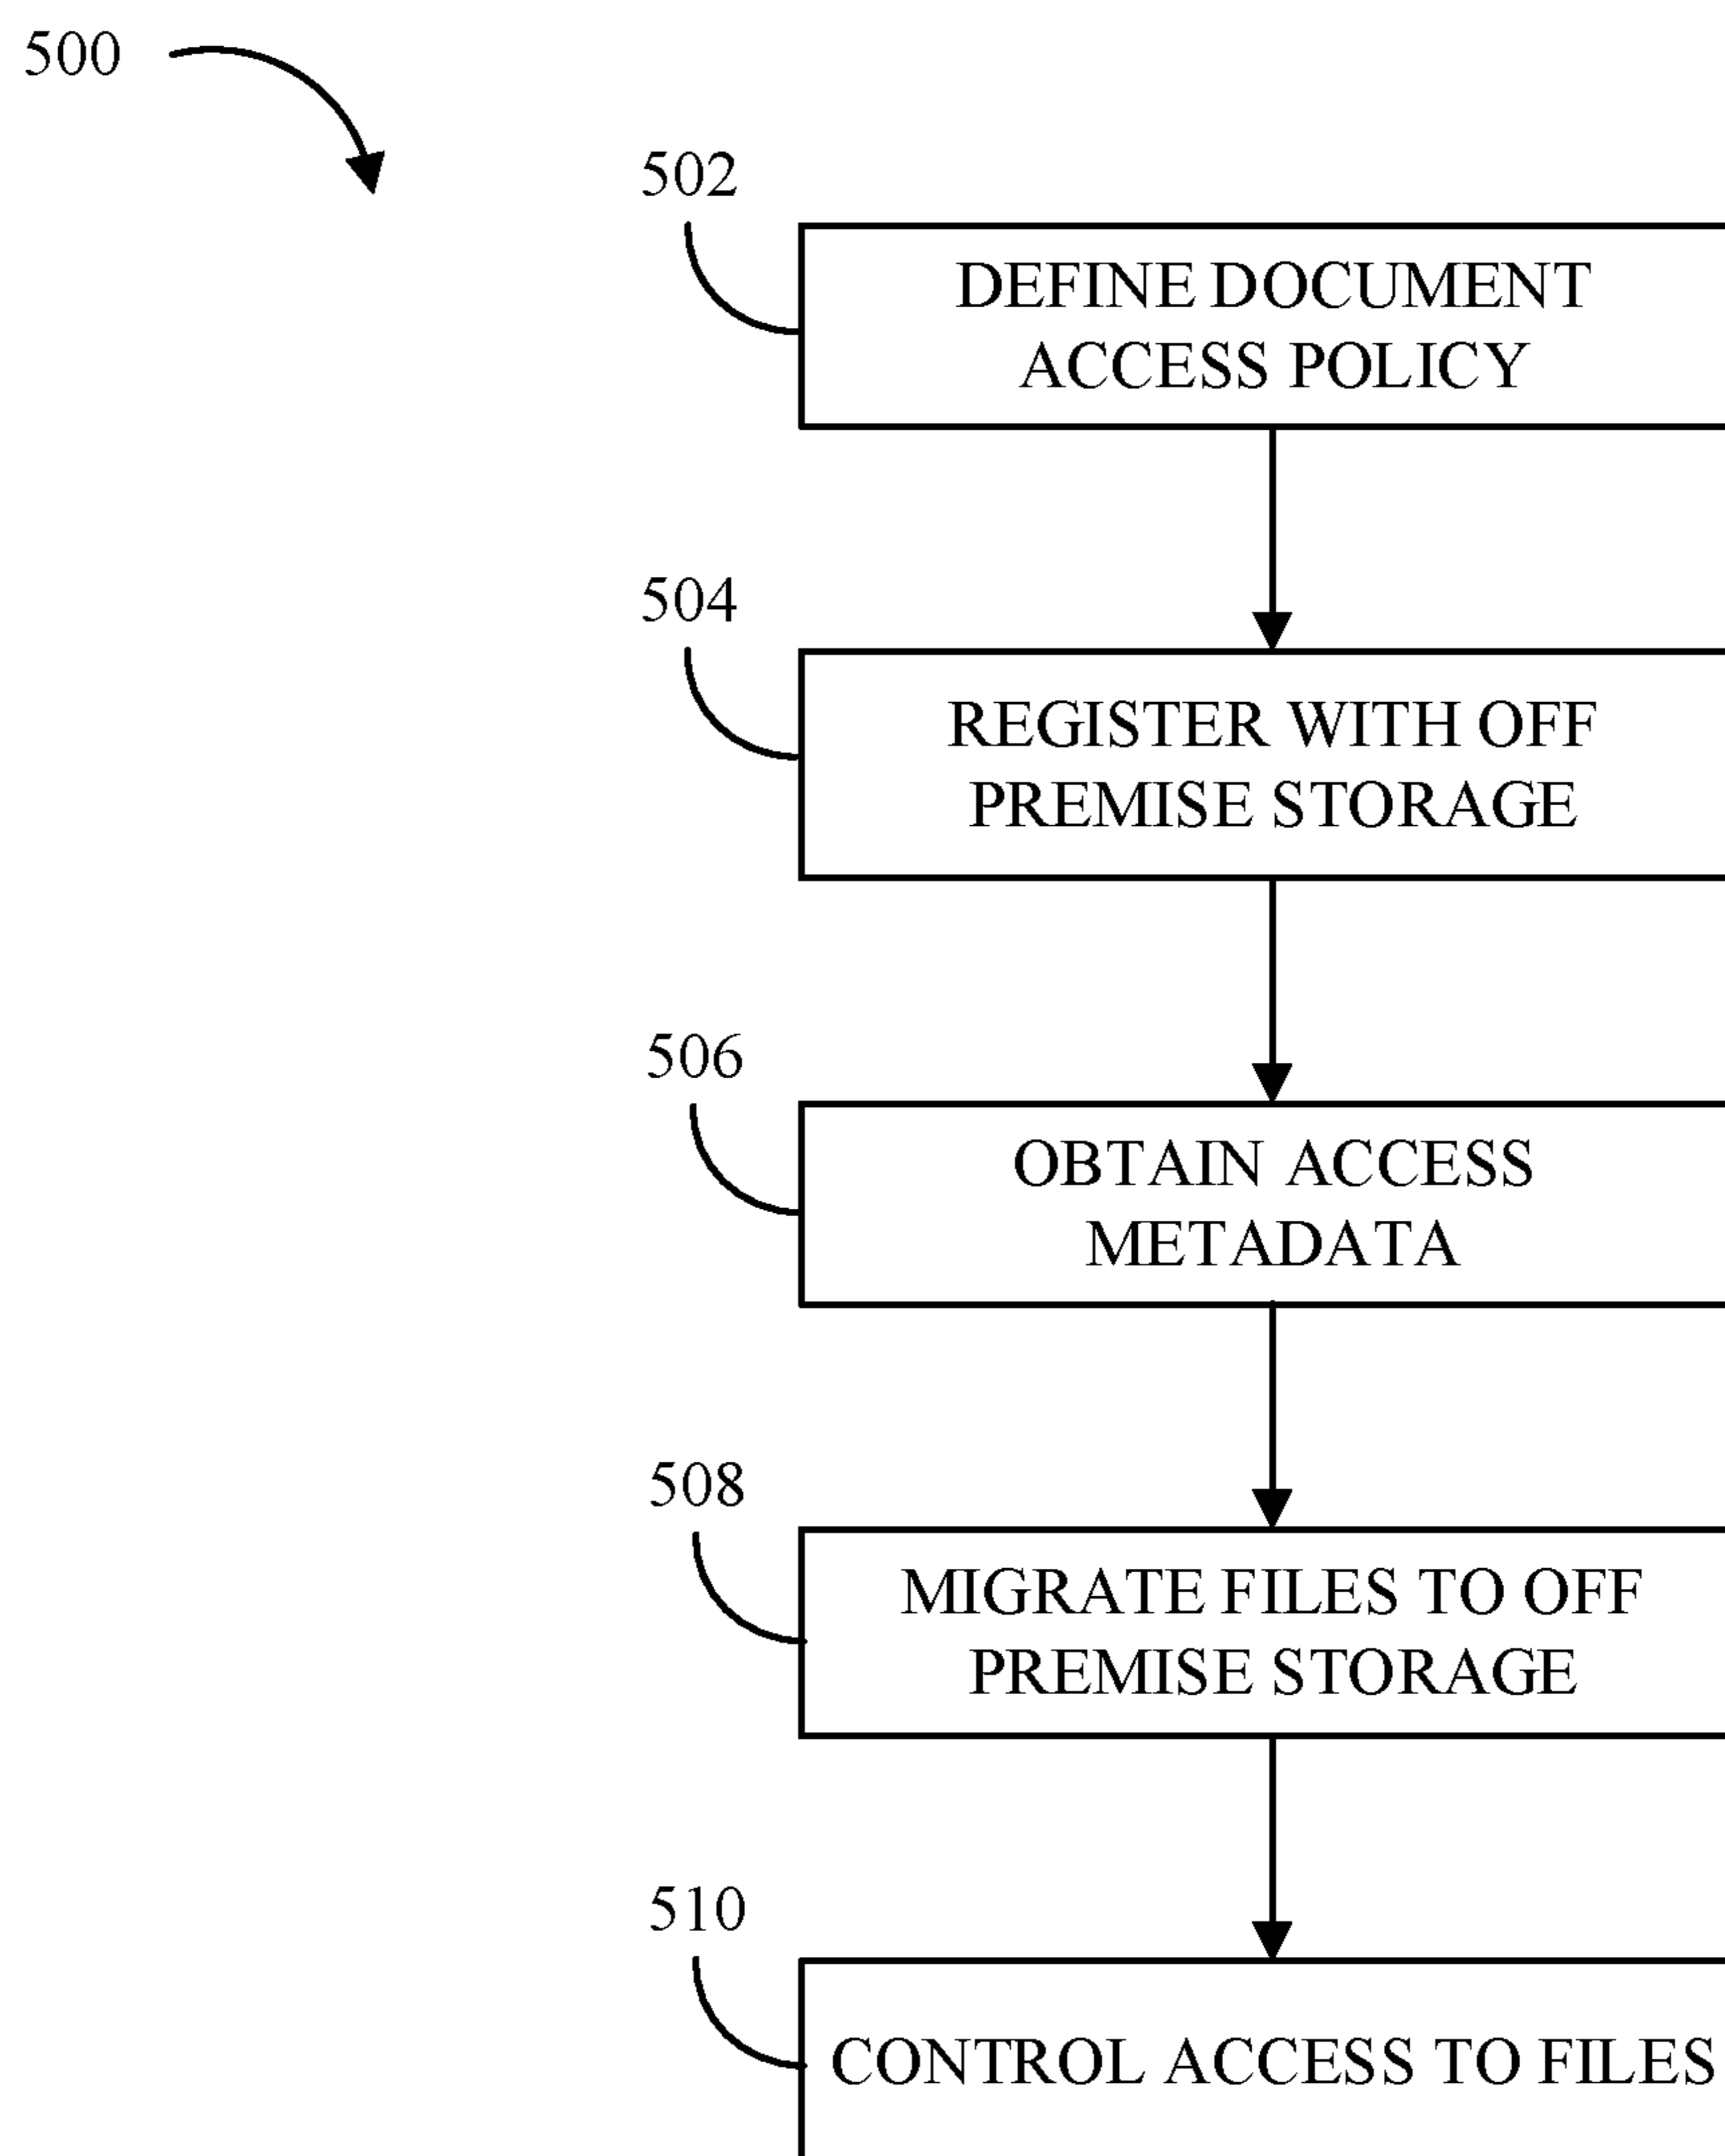 500
502
DEFINE DOCUMENT
ACCESS POLICY
504
REGISTER WITH OFF
PREMISE STORAGE
506
OBTAIN ACCESS
METADATA
508
MIGRATE FILES TO OFF
PREMISE STORAGE
510
CONTROL ACCESS TO FILES